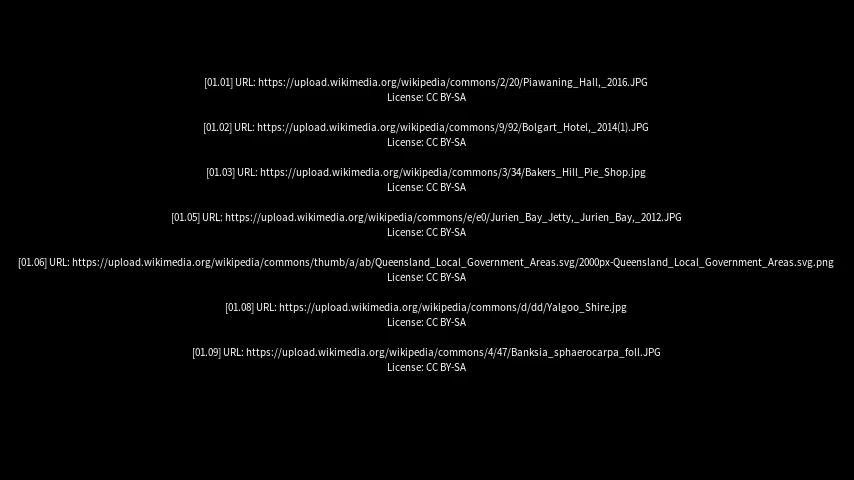 [01.01] URL: https://upload.wikimedia.org/wikipedia/commons/2/20/Piawaning_Hall,_2016.JPG
License: CC BY-SA
[01.02] URL: https://upload.wikimedia.org/wikipedia/commons/9/92/Bolgart_Hotel,_2014(1).JPG
License: CC BY-SA
[01.03] URL: https://upload.wikimedia.org/wikipedia/commons/3/34/Bakers_Hill_Pie_Shop.jpg
License: CC BY-SA
[01.05] URL: https://upload.wikimedia.org/wikipedia/commons/e/e0/Jurien_Bay_Jetty,_Jurien_Bay,_2012.JPG
License: CC BY-SA
[01.06] URL: https://upload.wikimedia.org/wikipedia/commons/thumb/a/ab/Queensland_Local_Government_Areas.svg/2000px-Queensland_Local_Government_Areas.svg.png
License: CC BY-SA
[01.08] URL: https://upload.wikimedia.org/wikipedia/commons/d/dd/Yalgoo_Shire.jpg
License: CC BY-SA
[01.09] URL: https://upload.wikimedia.org/wikipedia/commons/4/47/Banksia_sphaerocarpa_foll.JPG
License: CC BY-SA